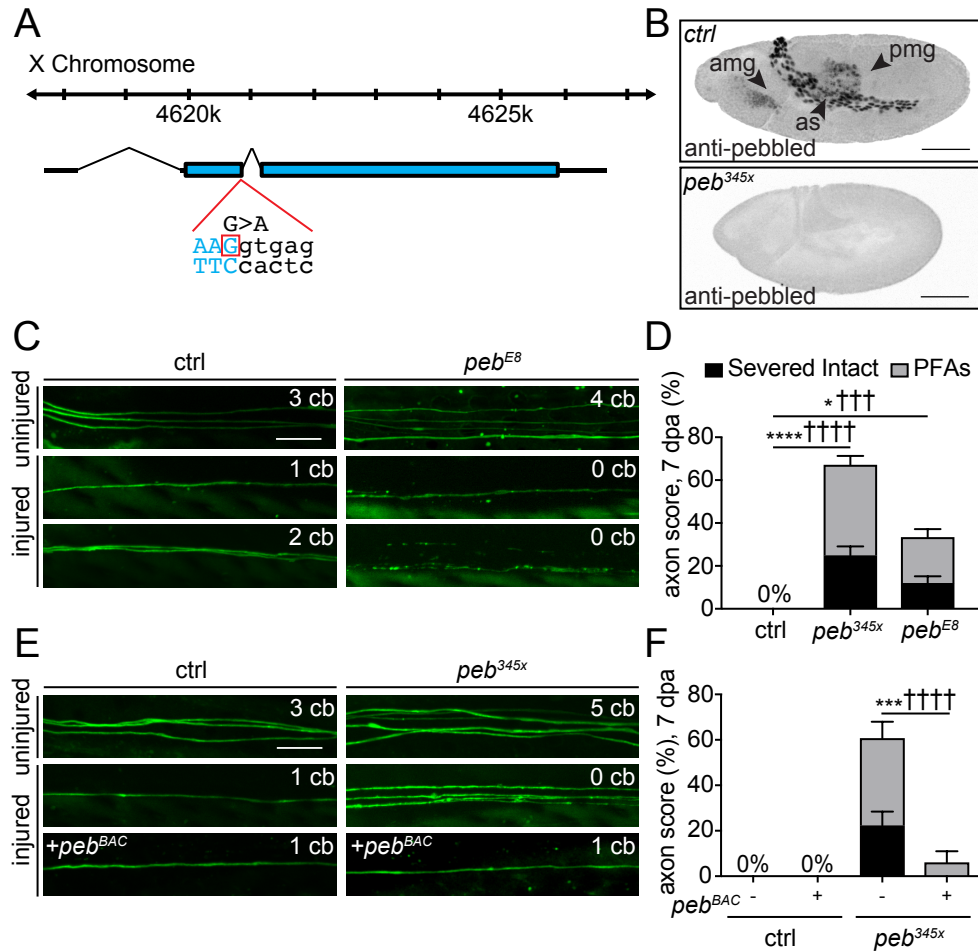 A
X Chromosome
4620k
4625k
G>A
AAGgtgag
TTCcactc
B
ctrl
amg
pmg
as
anti-pebbled
peb345x
anti-pebbled
C
ctrl
pebE8
uninjured
injured
3 cb
4 cb
1 cb
0 cb
2 cb
0 cb
D
Severed Intact
PFAs
axon score, 7 dpa (%)
80
60
40
20
0
*†††
****††††
0%
ctrl
peb345x
pebE8
E
ctrl
peb345x
uninjured
injured
3 cb
5 cb
1 cb
0 cb
+pebBAC
1 cb
+pebBAC
1 cb
F
axon score (%), 7 dpa
80
60
40
20
0
***††††
0%
0%
pebBAC
-
+
-
+
ctrl
peb345x